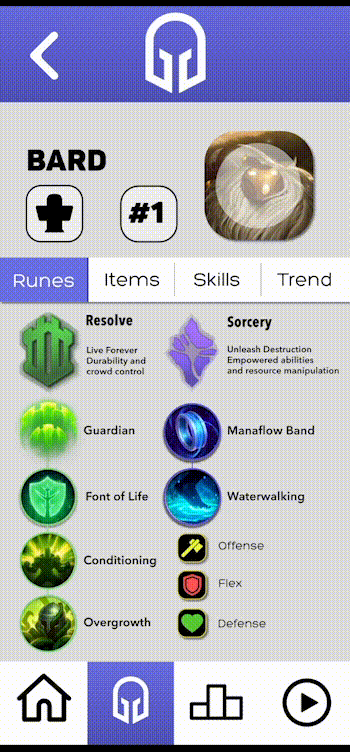 BARD
#1
Runes Items Skills Trend
Resolve
Live Forever
Durability and
crowd control
Sorcery
Unleash Destruction
Empowered abilities
and resource manipulation
Guardian
Manaflow Band
Font of Life
Waterwalking
Conditioning
Overgrowth
Offense
Flex
Defense